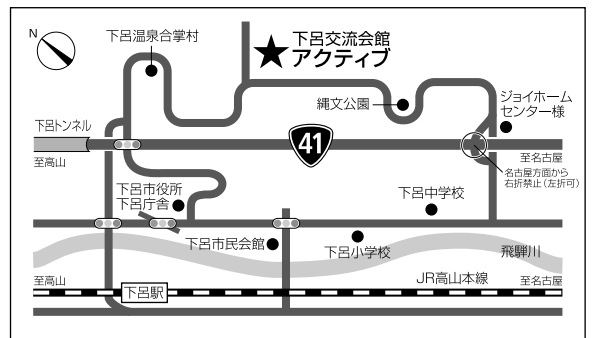 N
下呂温泉合掌村
下呂交流会館
アクティブ
縄文公園
ジョイホーム
センター様
下呂トンネル
41
至高山
至名古屋
名古屋方面から
右折禁止(左折可)
下呂市役所
下呂庁舎
下呂中学校
下呂市民会館
下呂小学校
飛騨川
至高山
JR高山本線
至名古屋
下呂駅